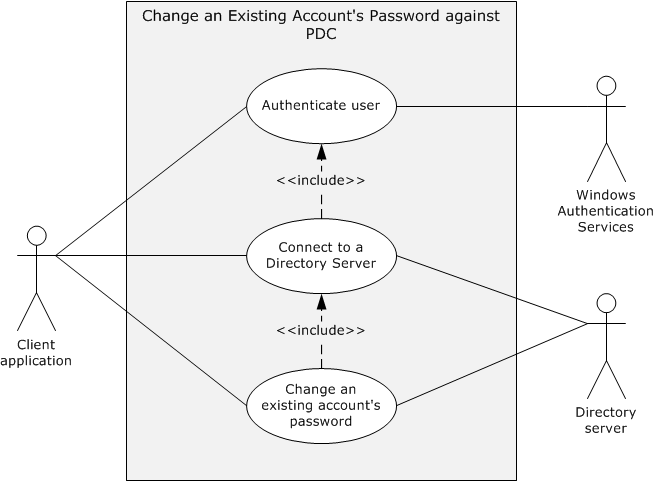 Change an Existing Account's Password against
PDC
Authenticate user
<<include>>
Windows
Authentication
Services
Connect to a
Directory Server
<<include>>
Client
application
Change an
existing account's
password
Directory
server